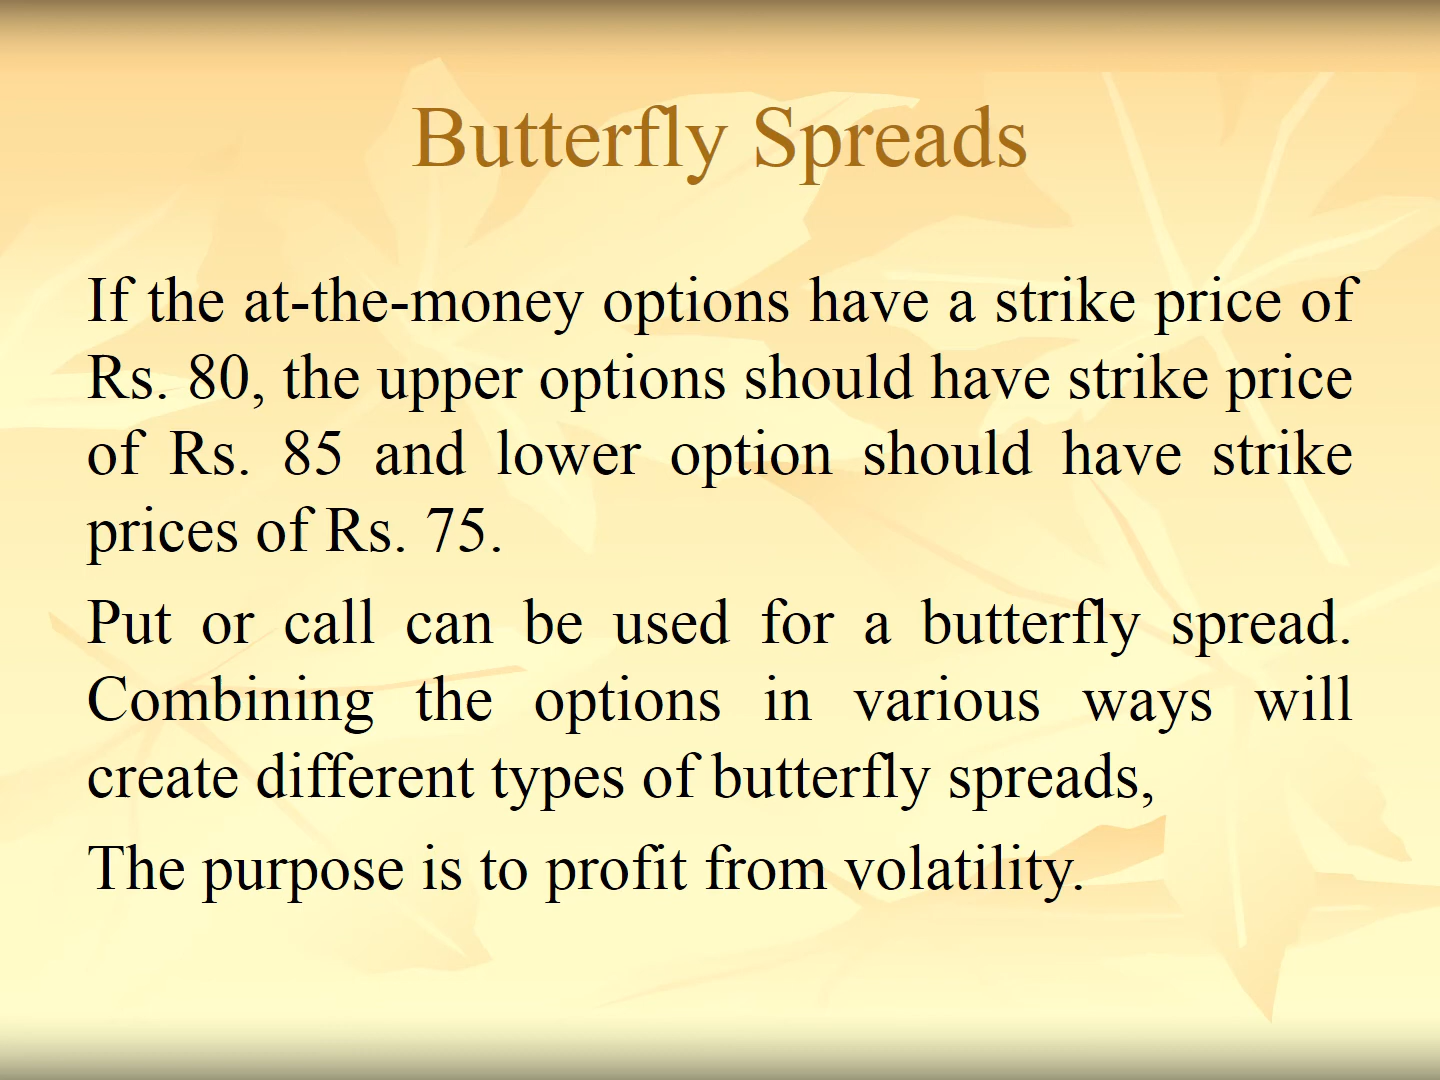 Butterfly Spreads
If the at-the-money options have a strike price of
Rs. 80, the upper options should have strike price
of Rs. 85 and lower option should have strike
prices of Rs. 75.
Put or call can be used for a butterfly spread.
Combining the options in various ways will
create different types of butterfly spreads,
The purpose is to profit from volatility.